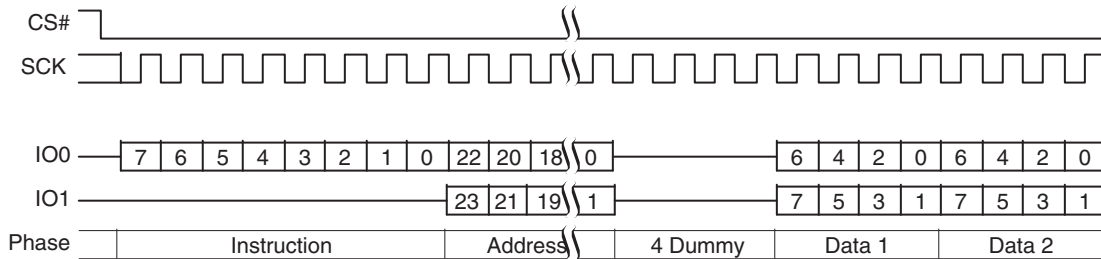 CS#
SCK
IO0 7 6 5 4 3 2 1 0 22 20 18 0 6 4 2 0 6 4 2 0
IO1 23 21 19 1 7 5 3 1 7 5 3 1
Phase Instruction Address 4 Dummy Data 1 Data 2